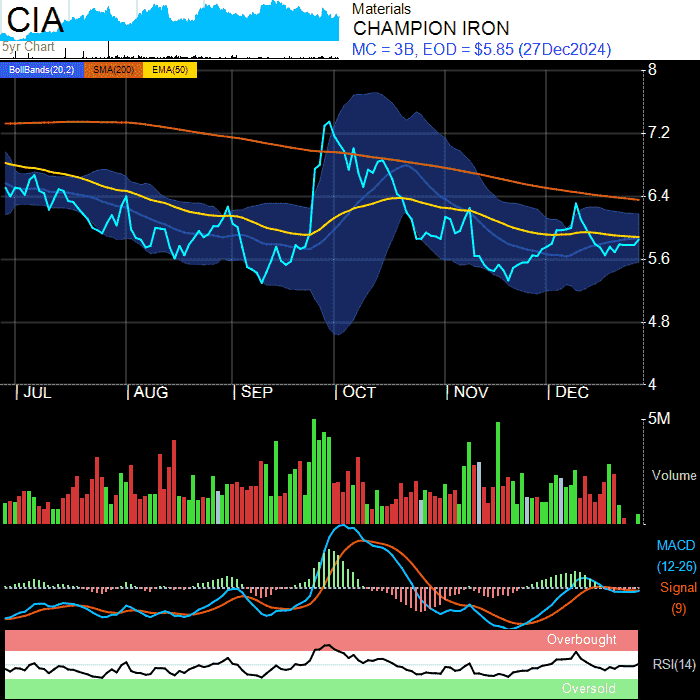 CIA
5yr Chart
Materials
CHAMPION IRON
MC = 3B, EOD = $5.85 (27Dec2024)
BollBands(20,2) SMA(200) EMA(50)
8
7.2
6.4
5.6
4.8
4
JUL AUG SEP OCT NOV DEC
5M
Volume
MACD
(12-26)
Signal
(9)
Overbought
RSI(14)
Oversold